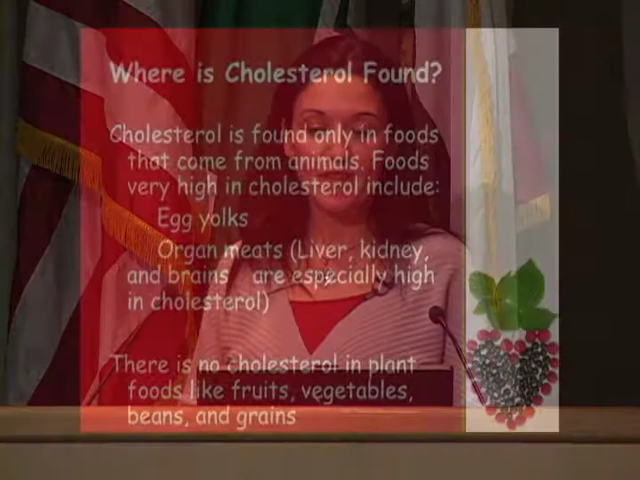 Where is Cholesterol Found?
Cholesterol is found only in foods
that come from animals. Foods
very high in cholesterol include:
Egg yolks
Organ meats (Liver, kidney,
and brains are especially high
in cholesterol)
There is no cholesterol in plant
foods like fruits, vegetables,
beans, and grains